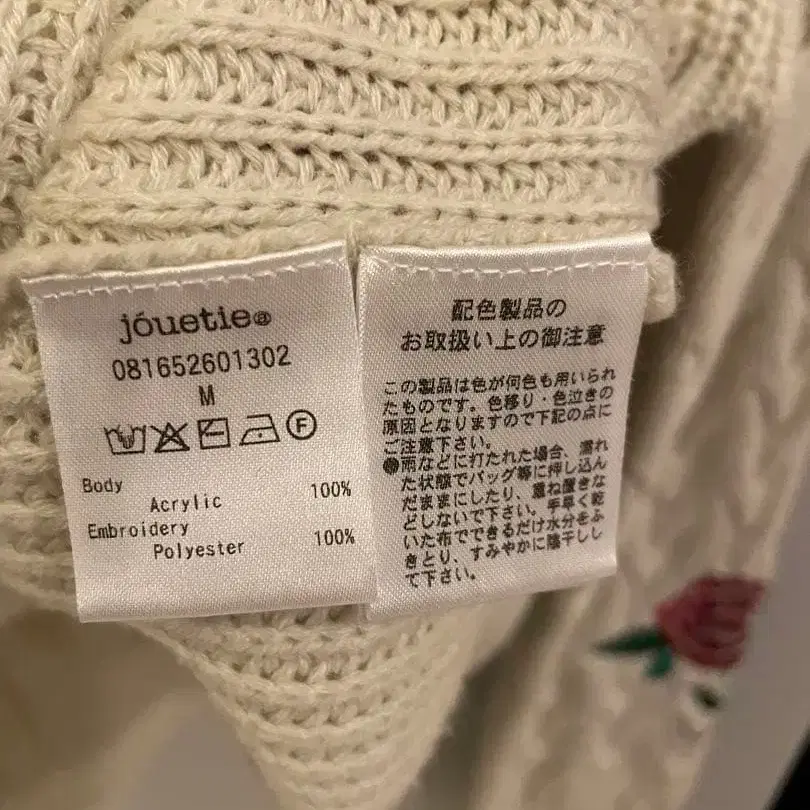 jouetie®
081652601302
M
F
Body
Acrylic 100%
Embroidery
Polyester 100%
配色製品の
お取扱い上の御注意
この製品は色が何色も用いられ
たものです。色移り・色泣きの
原因となりますので下記の点に
ご注意下さい。
●雨などに打たれた場合、濡れ
た状態でバッグ等に押し込ん
だままにしたり、重ね置きな
どしないで下さい。手早く乾
いた布でできるだけ水分をふ
きとり、すみやかに陰干しし
て下さい。